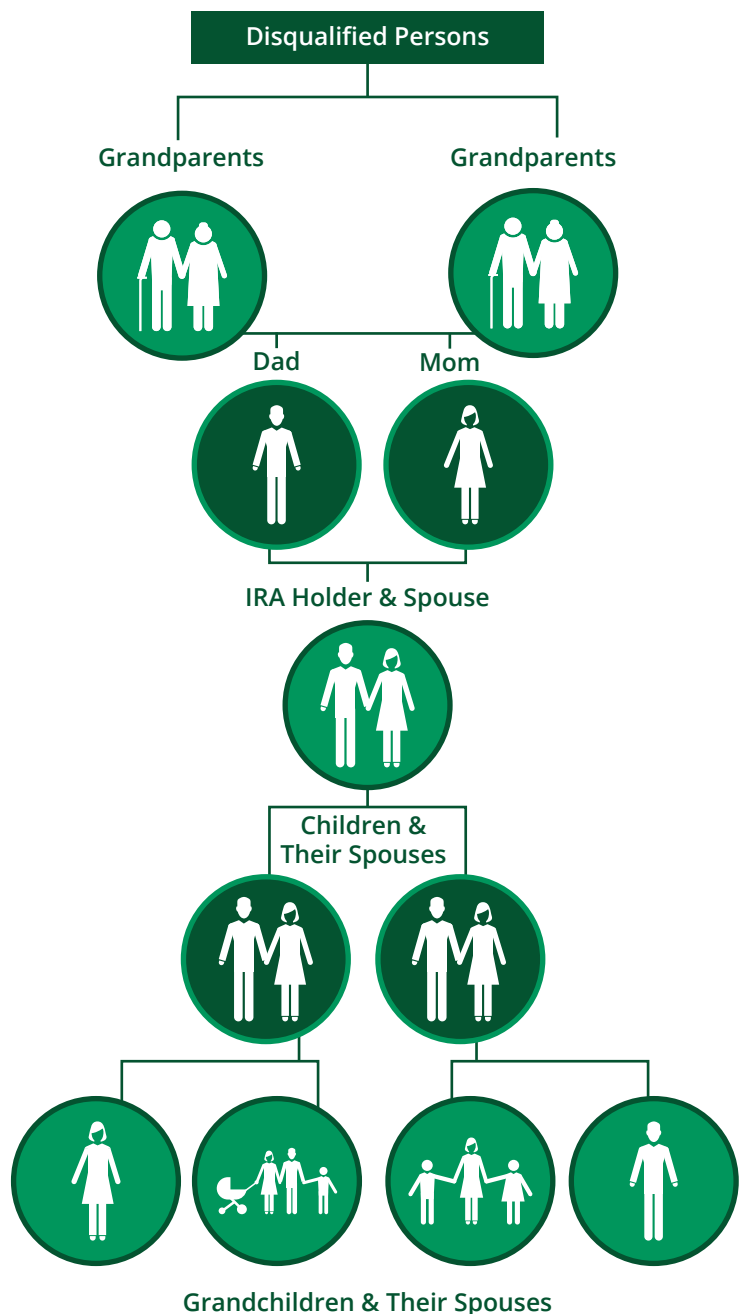 Disqualified Persons
Grandparents
Grandparents
Dad
Mom
IRA Holder & Spouse
Children &
Their Spouses
Grandchildren & Their Spouses